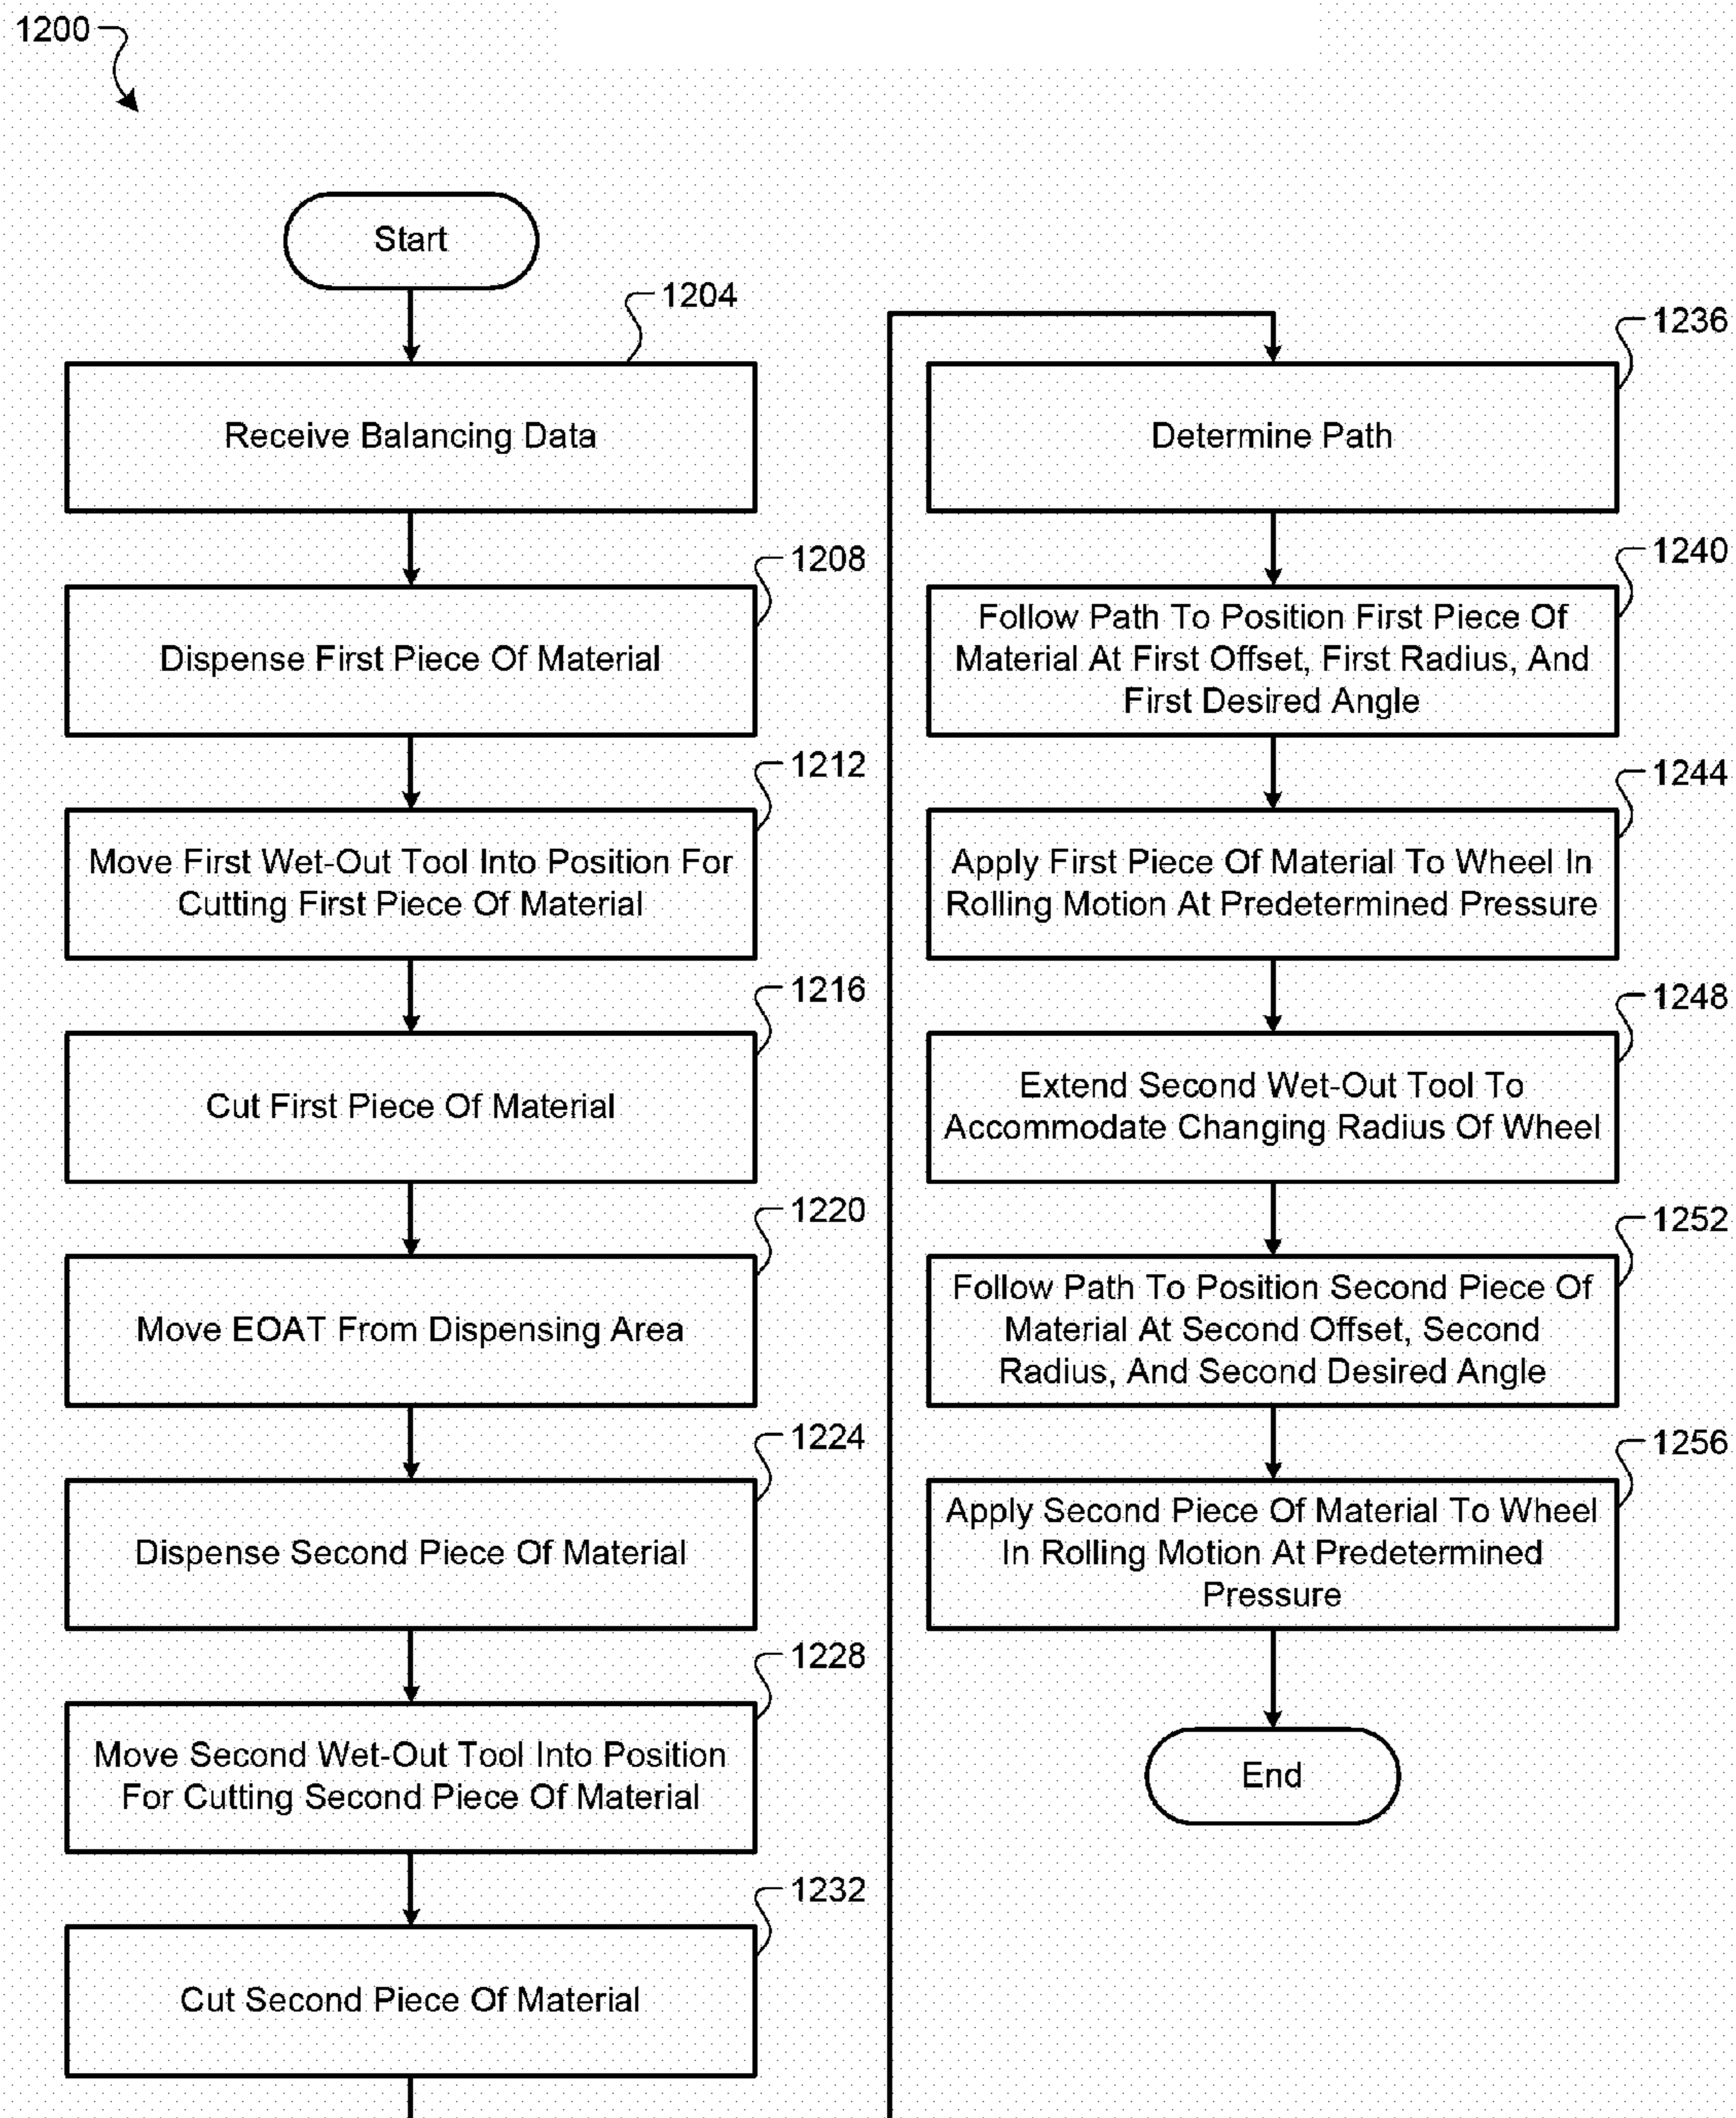 1200
Start
1204
Receive Balancing Data
1208
Dispense First Piece Of Material
1212
Move First Wet-Out Tool Into Position For
Cutting First Piece Of Material
1216
Cut First Piece Of Material
1220
Move EOAT From Dispensing Area
1224
Dispense Second Piece Of Material
1228
Move Second Wet-Out Tool Into Position
For Cutting Second Piece Of Material
1232
Cut Second Piece Of Material
1236
Determine Path
1240
Follow Path To Position First Piece Of
Material At First Offset, First Radius, And
First Desired Angle
1244
Apply First Piece Of Material To Wheel In
Rolling Motion At Predetermined Pressure
1248
Extend Second Wet-Out Tool To
Accommodate Changing Radius Of Wheel
1252
Follow Path To Position Second Piece Of
Material At Second Offset, Second
Radius, And Second Desired Angle
1256
Apply Second Piece Of Material To Wheel
In Rolling Motion At Predetermined
Pressure
End